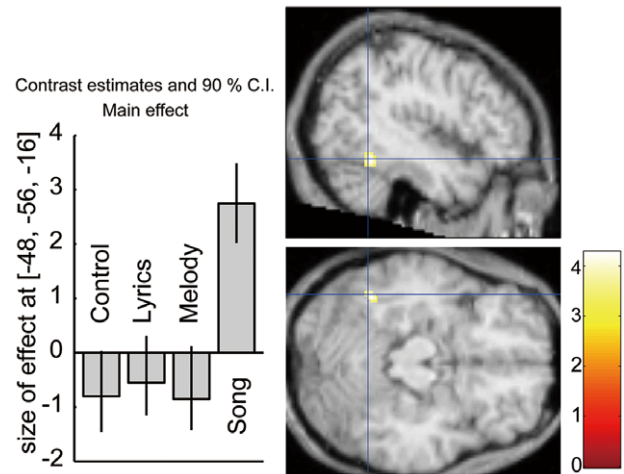 Contrast estimates and 90 % C.I.
Main effect
size of effect at [-48, -56, -16]
4
3
2
1
0
-1
-2
Control
Lyrics
Melody
Song
4
3
2
1
0